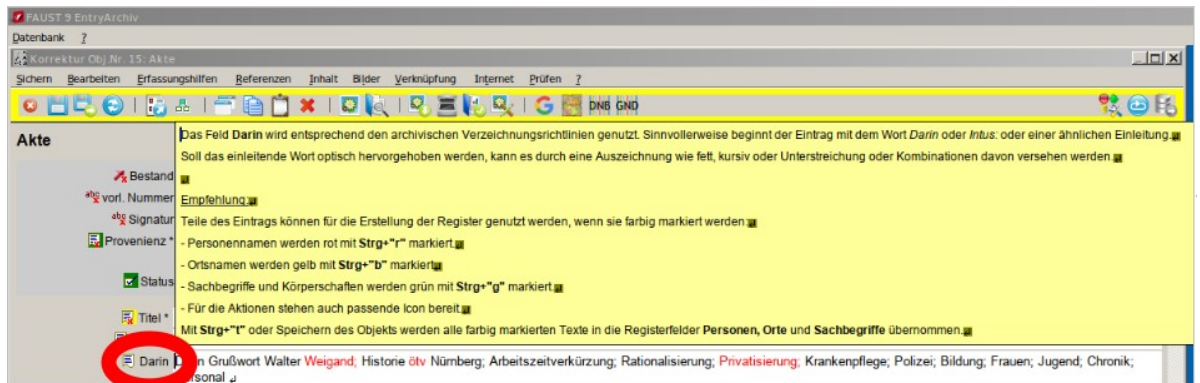 FAUST 9 EntryArchiv
Datenbank ?
Korrektur Obj.Nr. 15: Akte
Sichern Bearbeiten Erfassungshilfen Referenzen Inhalt Bilder Verknüpfung Internet Prüfen ?
DNB GND
Akte
Das Feld Darin wird entsprechend den archivischen Verzeichnungsrichtlinien genutzt. Sinnvollerweise beginnt der Eintrag mit dem Wort Darin oder Intus: oder einer ähnlichen Einleitung.
Soll das einleitende Wort optisch hervorgehoben werden, kann es durch eine Auszeichnung wie fett, kursiv oder Unterstreichung oder Kombinationen davon versehen werden.
Bestand
vorl. Nummer
Empfehlung:
Signatur
Teile des Eintrags können für die Erstellung der Register genutzt werden, wenn sie farbig markiert werden.
Provenienz *
- Personennamen werden rot mit Strg+"r" markiert.
- Ortsnamen werden gelb mit Strg+"b" markiert
Status
- Sachbegriffe und Körperschaften werden grün mit Strg+"g" markiert.
- Für die Aktionen stehen auch passende Icon bereit.
Titel *
Mit Strg+"t" oder Speichern des Objekts werden alle farbig markierten Texte in die Registerfelder Personen, Orte und Sachbegriffe übernommen.
Darin
Grußwort Walter Weigand; Historie ötv Nürnberg; Arbeitszeitverkürzung; Rationalisierung; Privatisierung; Krankenpflege; Polizei; Bildung; Frauen; Jugend; Chronik;